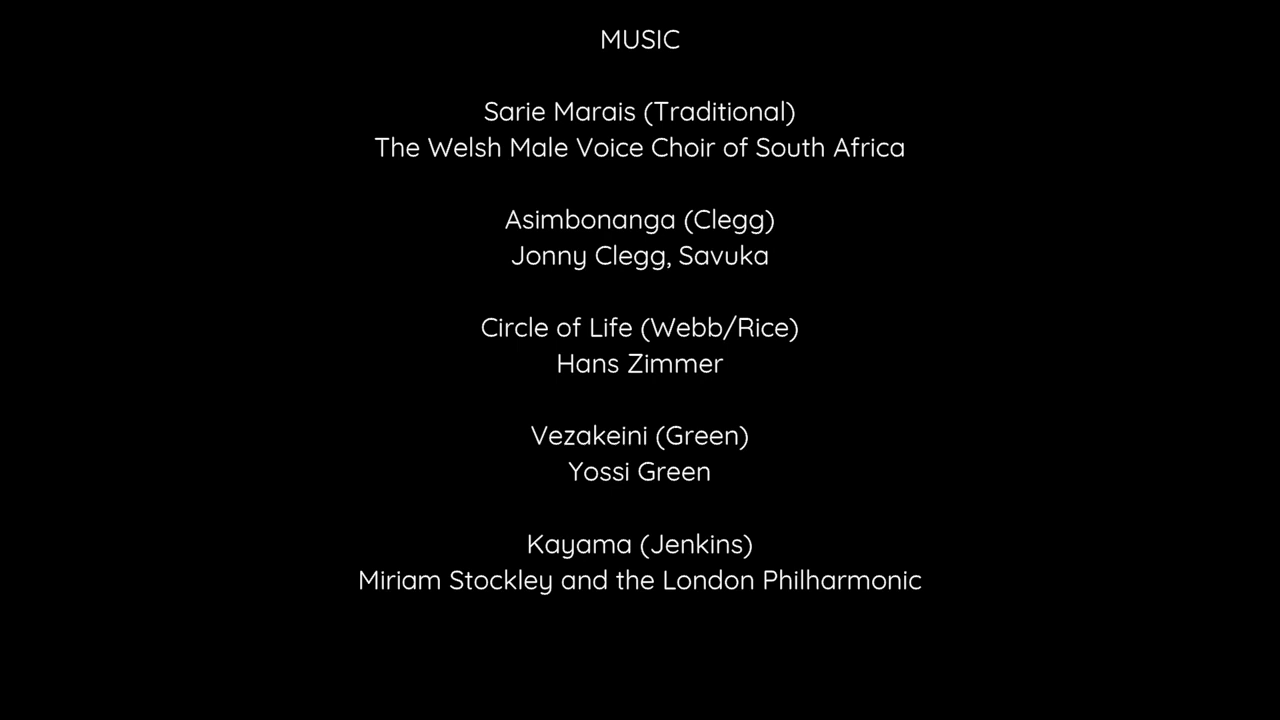 MUSIC
Sarie Marais (Traditional)
The Welsh Male Voice Choir of South Africa
Asimbonanga (Clegg)
Jonny Clegg, Savuka
Circle of Life (Webb/Rice)
Hans Zimmer
Vezakeini (Green)
Yossi Green
Kayama (Jenkins)
Miriam Stockley and the London Philharmonic